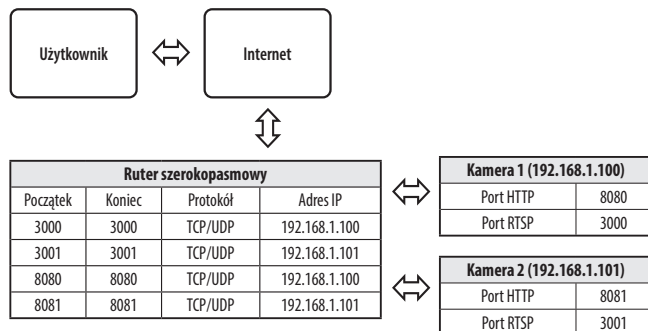 Użytkownik
Internet
Ruter szerokopasmowy
Początek Koniec Protokół Adres IP
3000 3000 TCP/UDP 192.168.1.100
3001 3001 TCP/UDP 192.168.1.101
8080 8080 TCP/UDP 192.168.1.100
8081 8081 TCP/UDP 192.168.1.101
Kamera 1 (192.168.1.100)
Port HTTP 8080
Port RTSP 3000
Kamera 2 (192.168.1.101)
Port HTTP 8081
Port RTSP 3001